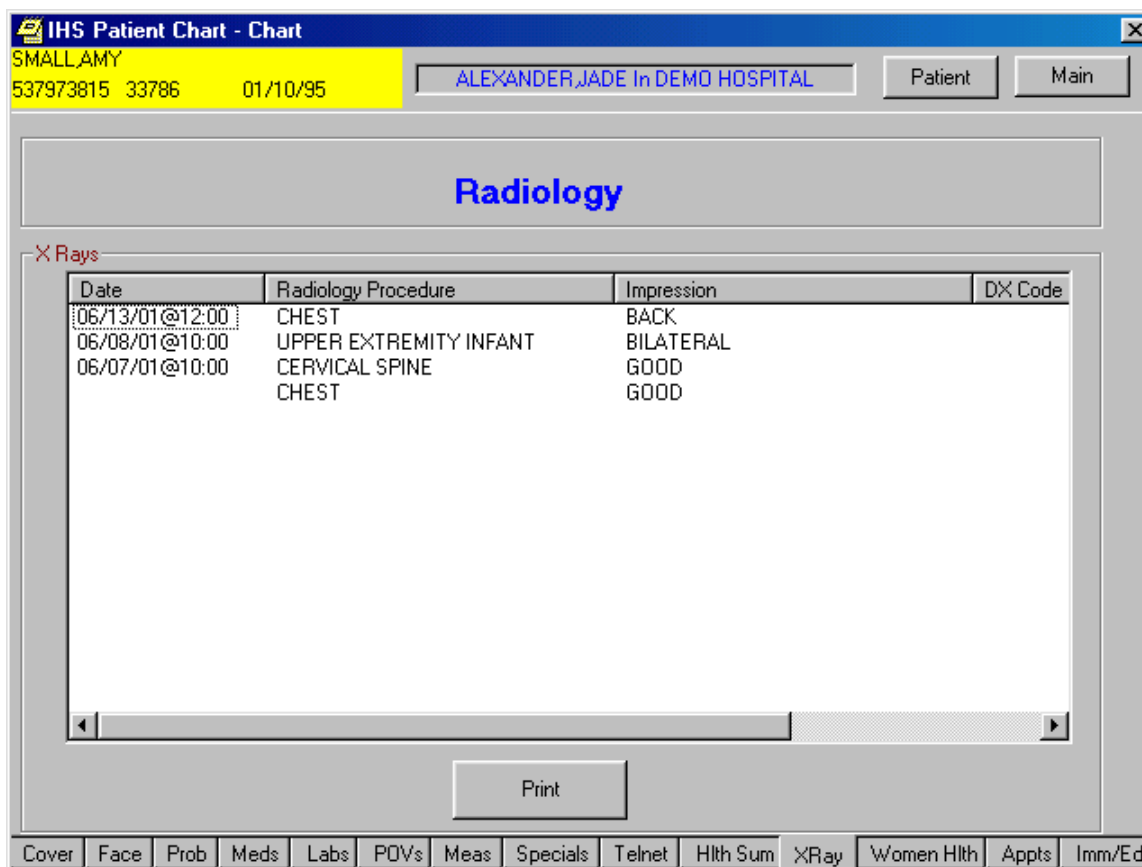 IHS Patient Chart - Chart
SMALL,AMY
537973815 33786 01/10/95
ALEXANDER,JADE In DEMO HOSPITAL
Patient
Main
Radiology
X Rays
Date Radiology Procedure Impression DX Code
06/13/01@12:00 CHEST BACK
06/08/01@10:00 UPPER EXTREMITY INFANT BILATERAL
06/07/01@10:00 CERVICAL SPINE GOOD
CHEST GOOD
Print
Cover Face Prob Meds Labs POVs Meas Specials Telnet Hlth Sum XRay Women Hlth Appts